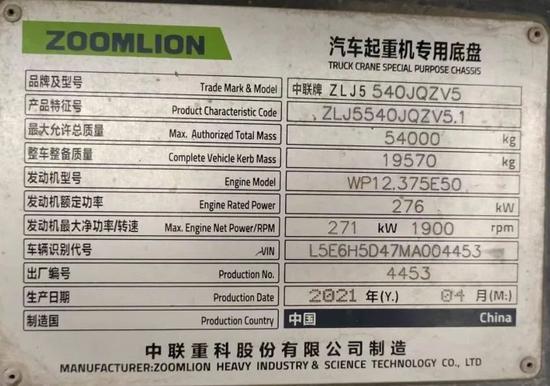 ZOOMLION
汽车起重机专用底盘
TRUCK CRANE SPECIAL PURPOSE CHASSIS
品牌及型号 Trade Mark & Model 中联牌 ZLJ5 540JQZV5
产品特征号 Product Characteristic Code ZLJ5540JQZV5.1
最大允许总质量 Max. Authorized Total Mass 54000 kg
整车整备质量 Complete Vehicle Kerb Mass 19570 kg
发动机型号 Engine Model WP12.375E50
发动机额定功率 Engine Rated Power 276 kW
发动机最大净功率/转速 Max. Engine Net Power/RPM 271 kW 1900 rpm
车辆识别代号 VIN L5E6H5D47MA004453
出厂编号 Production No. 4453
生产日期 Production Date 2021 年(Y.) 04 月(M:)
制造国 Production Country 中国 China
中联重科股份有限公司制造
MANUFACTURER:ZOOMLION HEAVY INDUSTRY & SCIENCE TECHNOLOGY CO., LTD